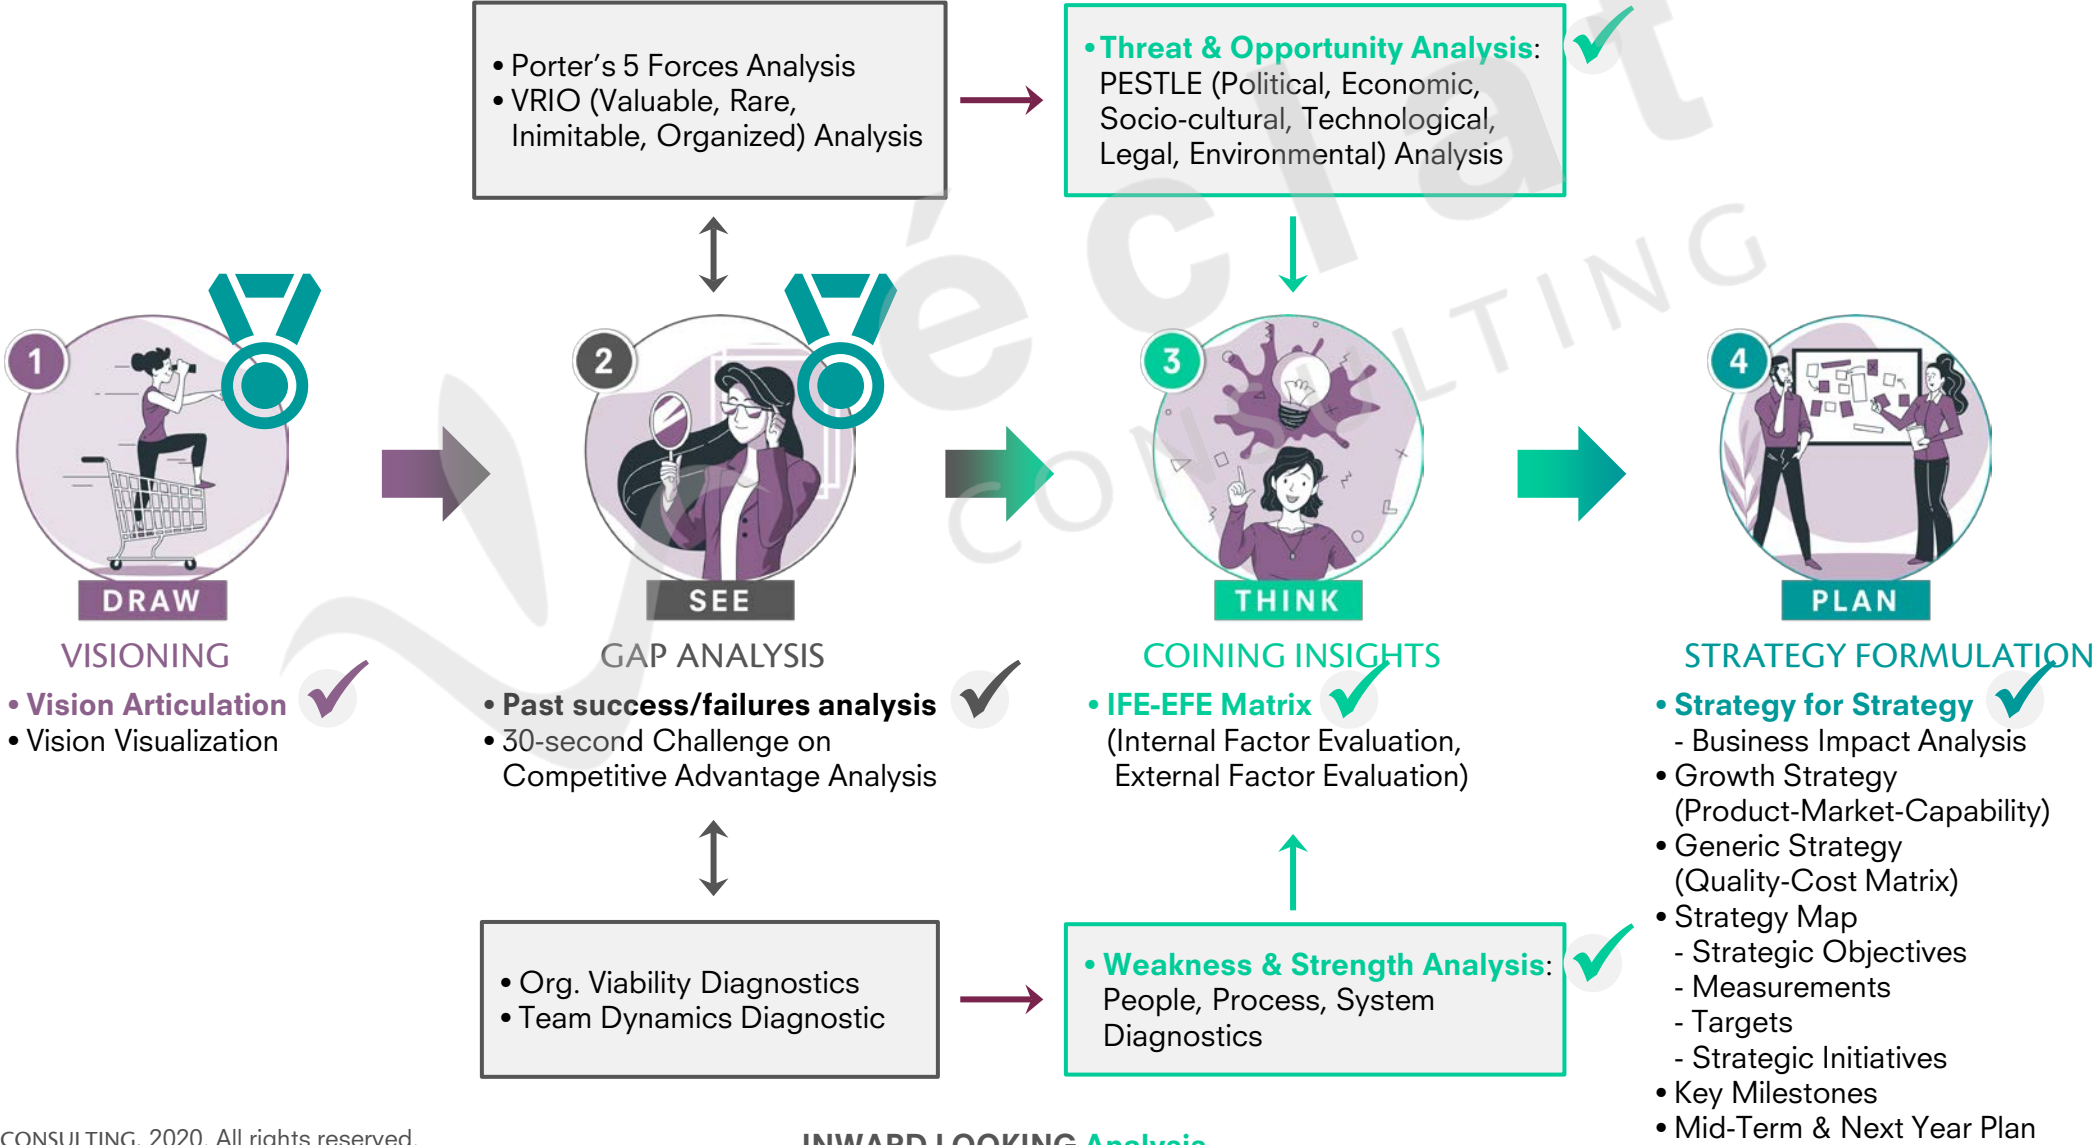 • Porter's 5 Forces Analysis
• VRIO (Valuable, Rare,
Inimitable, Organized) Analysis
• Threat & Opportunity Analysis:
PESTLE (Political, Economic,
Socio-cultural, Technological,
Legal, Environmental) Analysis
éclat
CONSULTING
1
DRAW
VISIONING
• Vision Articulation
• Vision Visualization
2
SEE
GAP ANALYSIS
• Past success/failures analysis
• 30-second Challenge on
Competitive Advantage Analysis
3
THINK
COINING INSIGHTS
• IFE-EFE Matrix
(Internal Factor Evaluation,
External Factor Evaluation)
4
PLAN
STRATEGY FORMULATION
• Strategy for Strategy
- Business Impact Analysis
• Growth Strategy
(Product-Market-Capability)
• Generic Strategy
(Quality-Cost Matrix)
• Strategy Map
- Strategic Objectives
- Measurements
- Targets
- Strategic Initiatives
• Key Milestones
• Mid-Term & Next Year Plan
• Org. Viability Diagnostics
• Team Dynamics Diagnostic
• Weakness & Strength Analysis:
People, Process, System
Diagnostics
CONSULTING, 2020. All rights reserved.
INWARD LOOKING Analysis